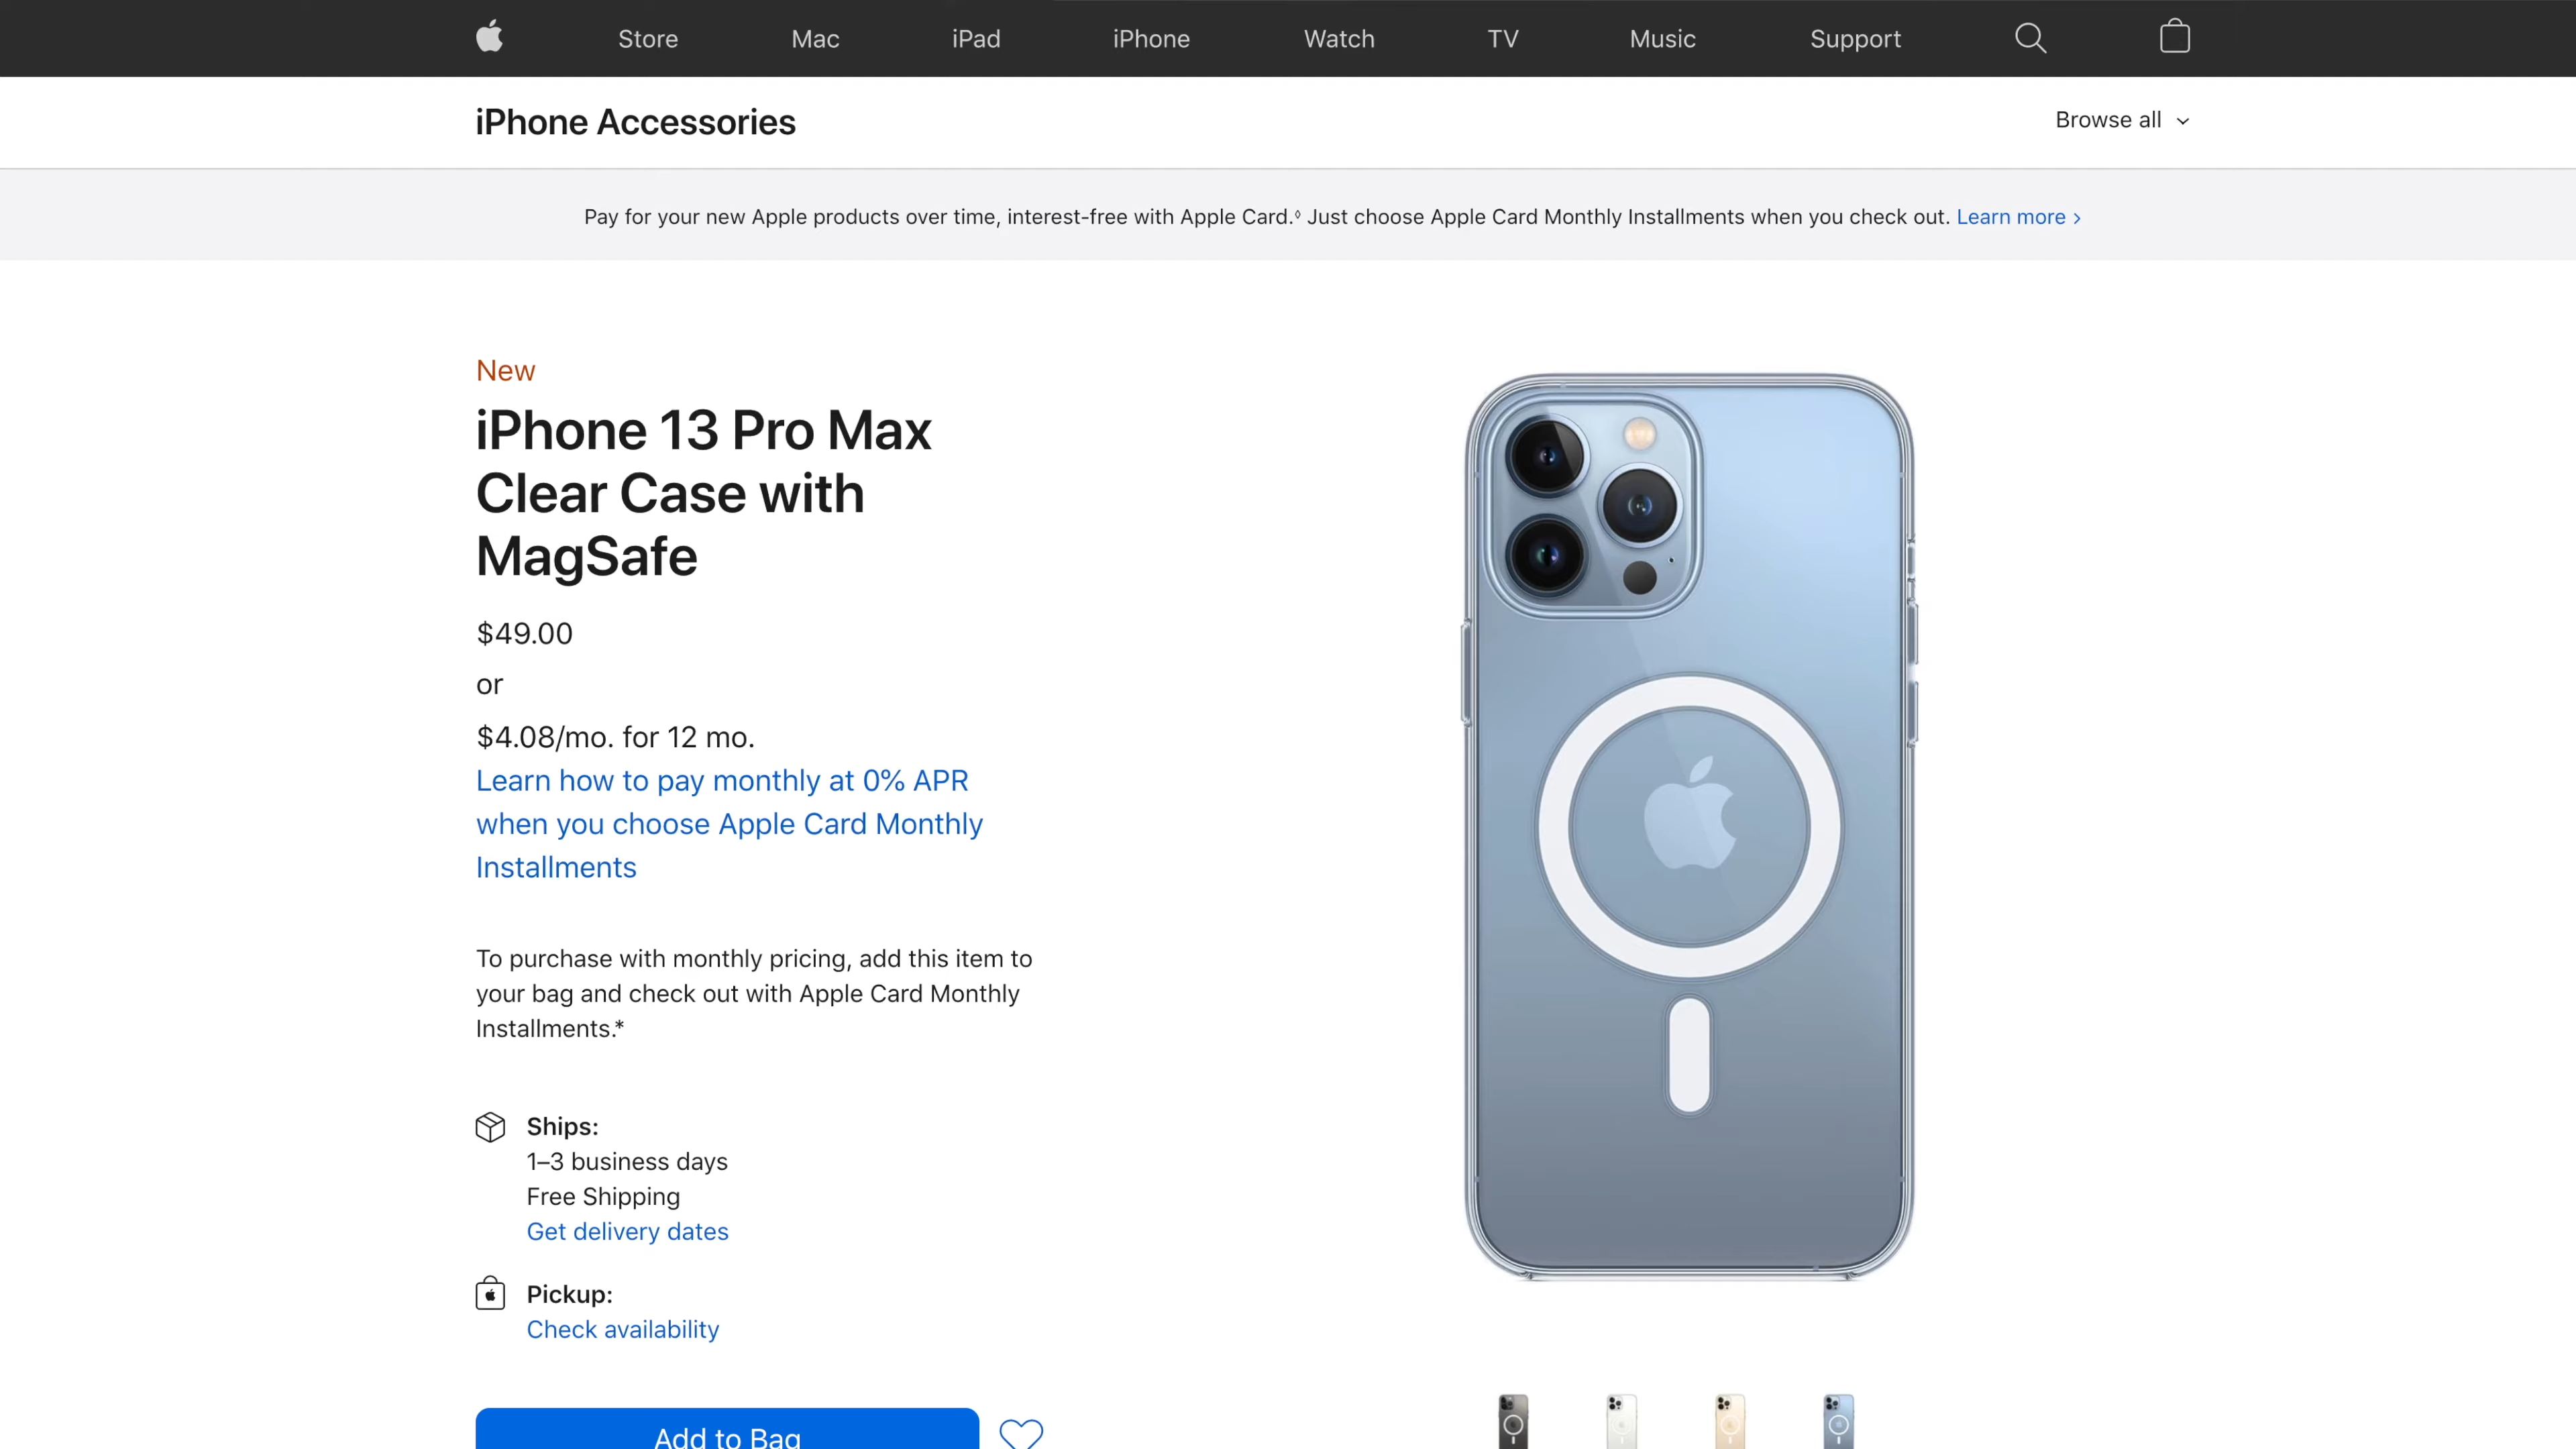 Store Mac iPad iPhone Watch TV Music Support
iPhone Accessories
Browse all
Pay for your new Apple products over time, interest-free with Apple Card.◊ Just choose Apple Card Monthly Installments when you check out. Learn more ›
New
iPhone 13 Pro Max
Clear Case with
MagSafe
$49.00
or
$4.08/mo. for 12 mo.
Learn how to pay monthly at 0% APR
when you choose Apple Card Monthly
Installments
To purchase with monthly pricing, add this item to
your bag and check out with Apple Card Monthly
Installments.*
Ships:
1–3 business days
Free Shipping
Get delivery dates
Pickup:
Check availability
Add to Bag